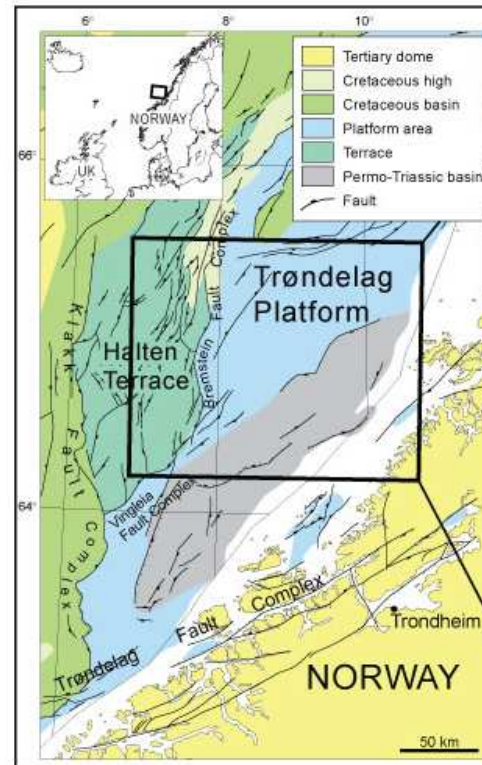 8°
10°
66°
NORWAY
UK
Tertiary dome
Cretaceous high
Cretaceous basin
Platform area
Terrace
Permo-Triassic basin
Fault
Trøndelag
Platform
Halten
Terrace
Bremstein Fault Complex
Klakk Fault Complex
Vingleia
Fault Complex
64°
Trøndelag Fault Complex
Trondheim
NORWAY
50 km